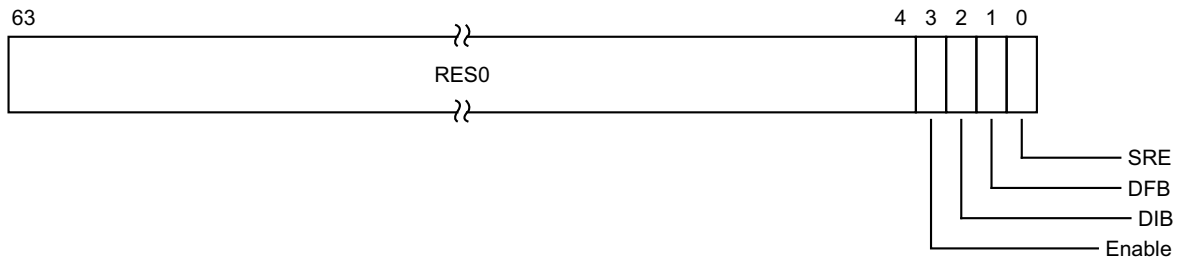 63 4 3 2 1 0
RES0
SRE
DFB
DIB
Enable